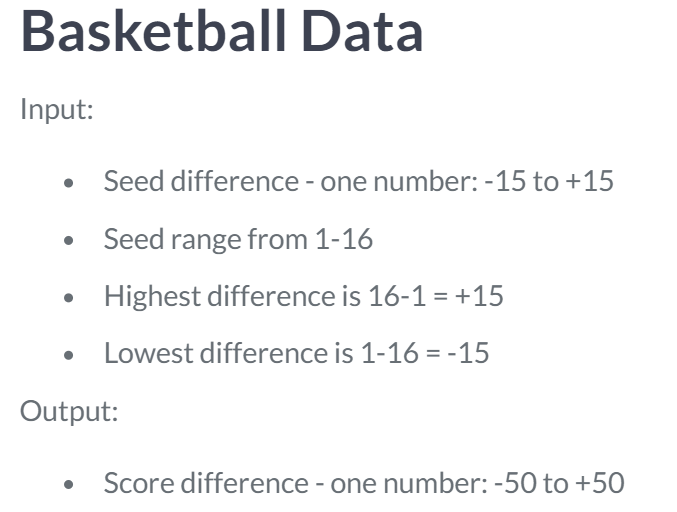 Basketball Data
Input:
• Seed difference - one number: -15 to +15
• Seed range from 1-16
• Highest difference is 16-1 = +15
• Lowest difference is 1-16 = -15
Output:
• Score difference - one number: -50 to +50